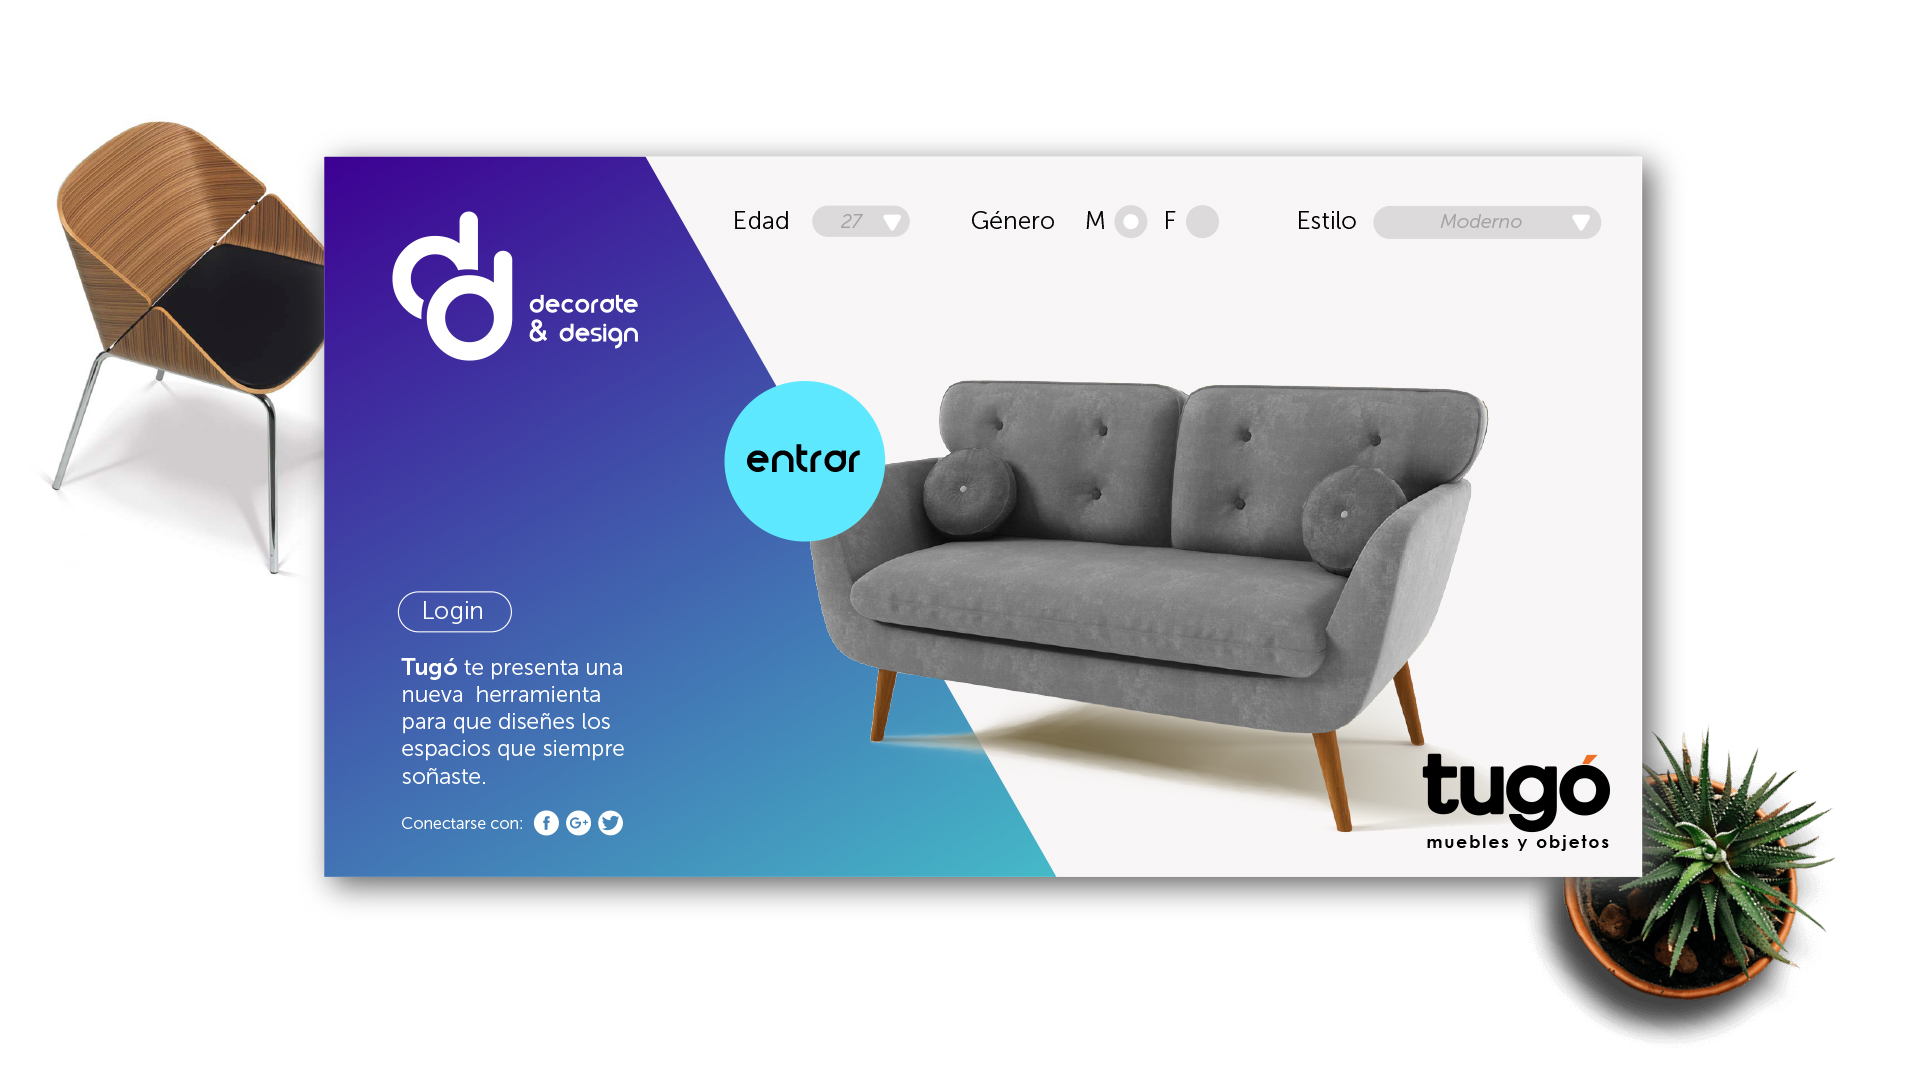 decorate
& design
Edad 27 Género M F Estilo Moderno
entrar
Login
Tugó te presenta una
nueva herramienta
para que diseñes los
espacios que siempre
soñaste.
Conectarse con: f G+
tugó
muebles y objetos